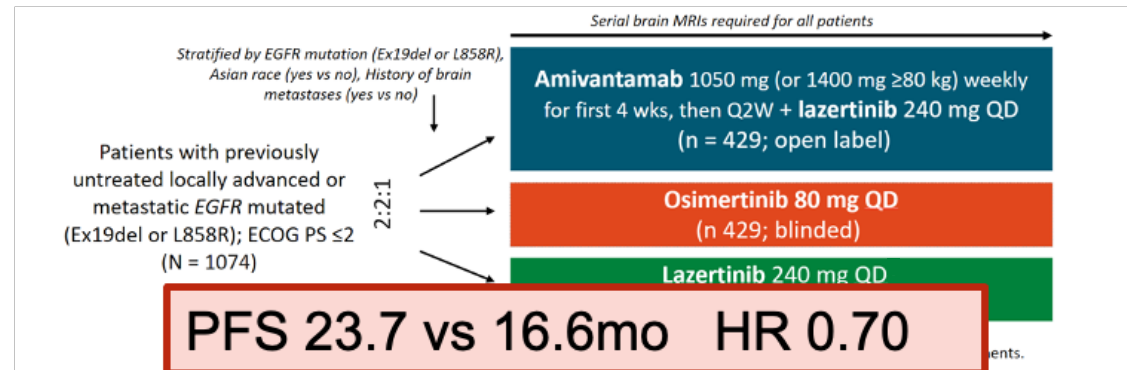 Serial brain MRIs required for all patients
Stratified by EGFR mutation (Ex19del or L858R),
Asian race (yes vs no), History of brain
metastases (yes vs no)
Patients with previously
untreated locally advanced or
metastatic EGFR mutated
(Ex19del or L858R); ECOG PS ≤2
(N = 1074)
2:2:1
Amivantamab 1050 mg (or 1400 mg ≥80 kg) weekly
for first 4 wks, then Q2W + lazertinib 240 mg QD
(n = 429; open label)
Osimertinib 80 mg QD
(n 429; blinded)
Lazertinib 240 mg QD
PFS 23.7 vs 16.6mo HR 0.70